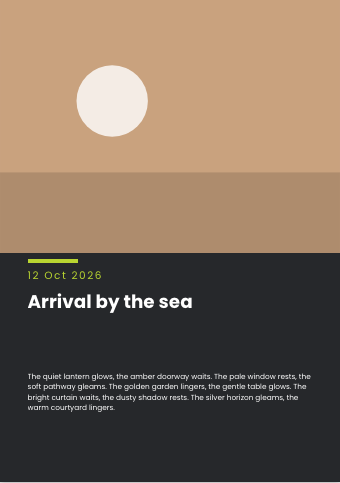 12 Oct 2026
Arrival by the sea
The quiet lantern glows, the amber doorway waits. The pale window rests, the
soft pathway gleams. The golden garden lingers, the gentle table glows. The
bright curtain waits, the dusty shadow rests. The silver horizon gleams, the
warm courtyard lingers.